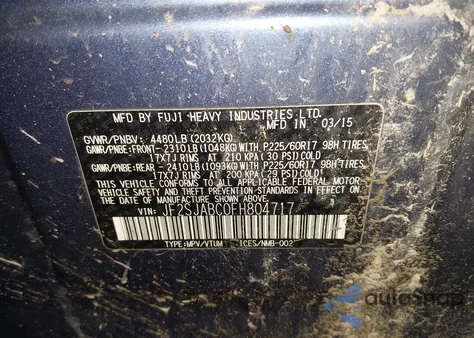 MFD BY FUJI HEAVY INDUSTRIES LTD.
MFD IN 03/15
GVWR/PNBV: 4480LB (2032KG)
GAWR/PNBE-FRONT: 2310LB (1048KG) WITH P225/60R17 98H TIRES,
17X7J RIMS, AT 210 KPA (30 PSI) COLD
GAWR/PNBE-REAR: 2410LB (1093KG) WITH P225/60R17 98H TIRES,
17X7J RIMS, AT 200 KPA (29 PSI) COLD
THIS VEHICLE CONFORMS TO ALL APPLICABLE FEDERAL MOTOR
VEHICLE SAFETY AND THEFT PREVENTION STANDARDS IN EFFECT ON
THE DATE OF MANUFACTURE SHOWN ABOVE.
VIN: JF2SJABC0FH804717
TYPE:MPV/VTUM ICES/NMB-002
autoSnap